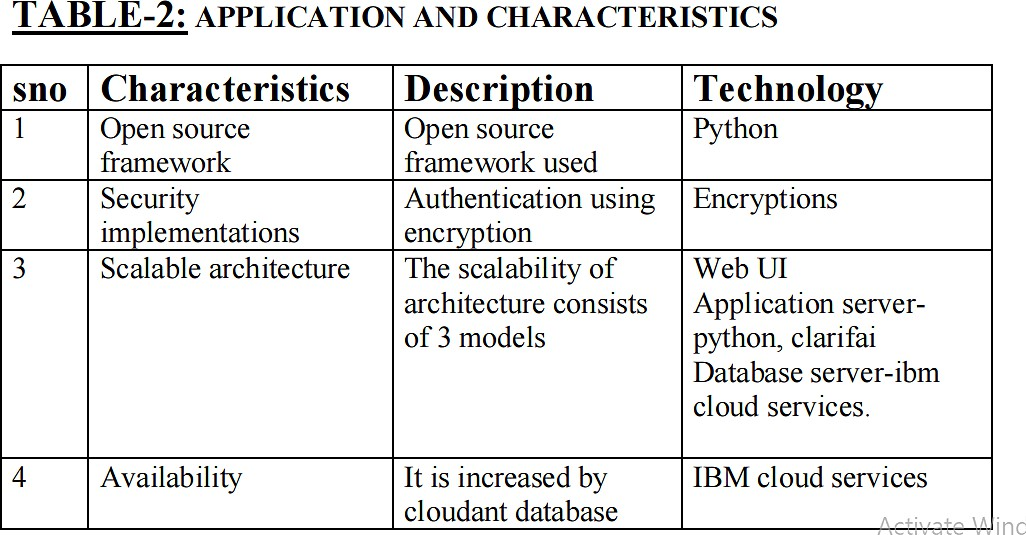 TABLE-2: APPLICATION AND CHARACTERISTICS
sno Characteristics Description Technology
1 Open source Open source Python
framework framework used
2 Security Authentication using Encryptions
implementations encryption
3 Scalable architecture The scalability of Web UI
architecture consists Application server-
of 3 models python, clarifai
Database server-ibm
cloud services.
4 Availability It is increased by IBM cloud services
cloudant database
Activate Wind